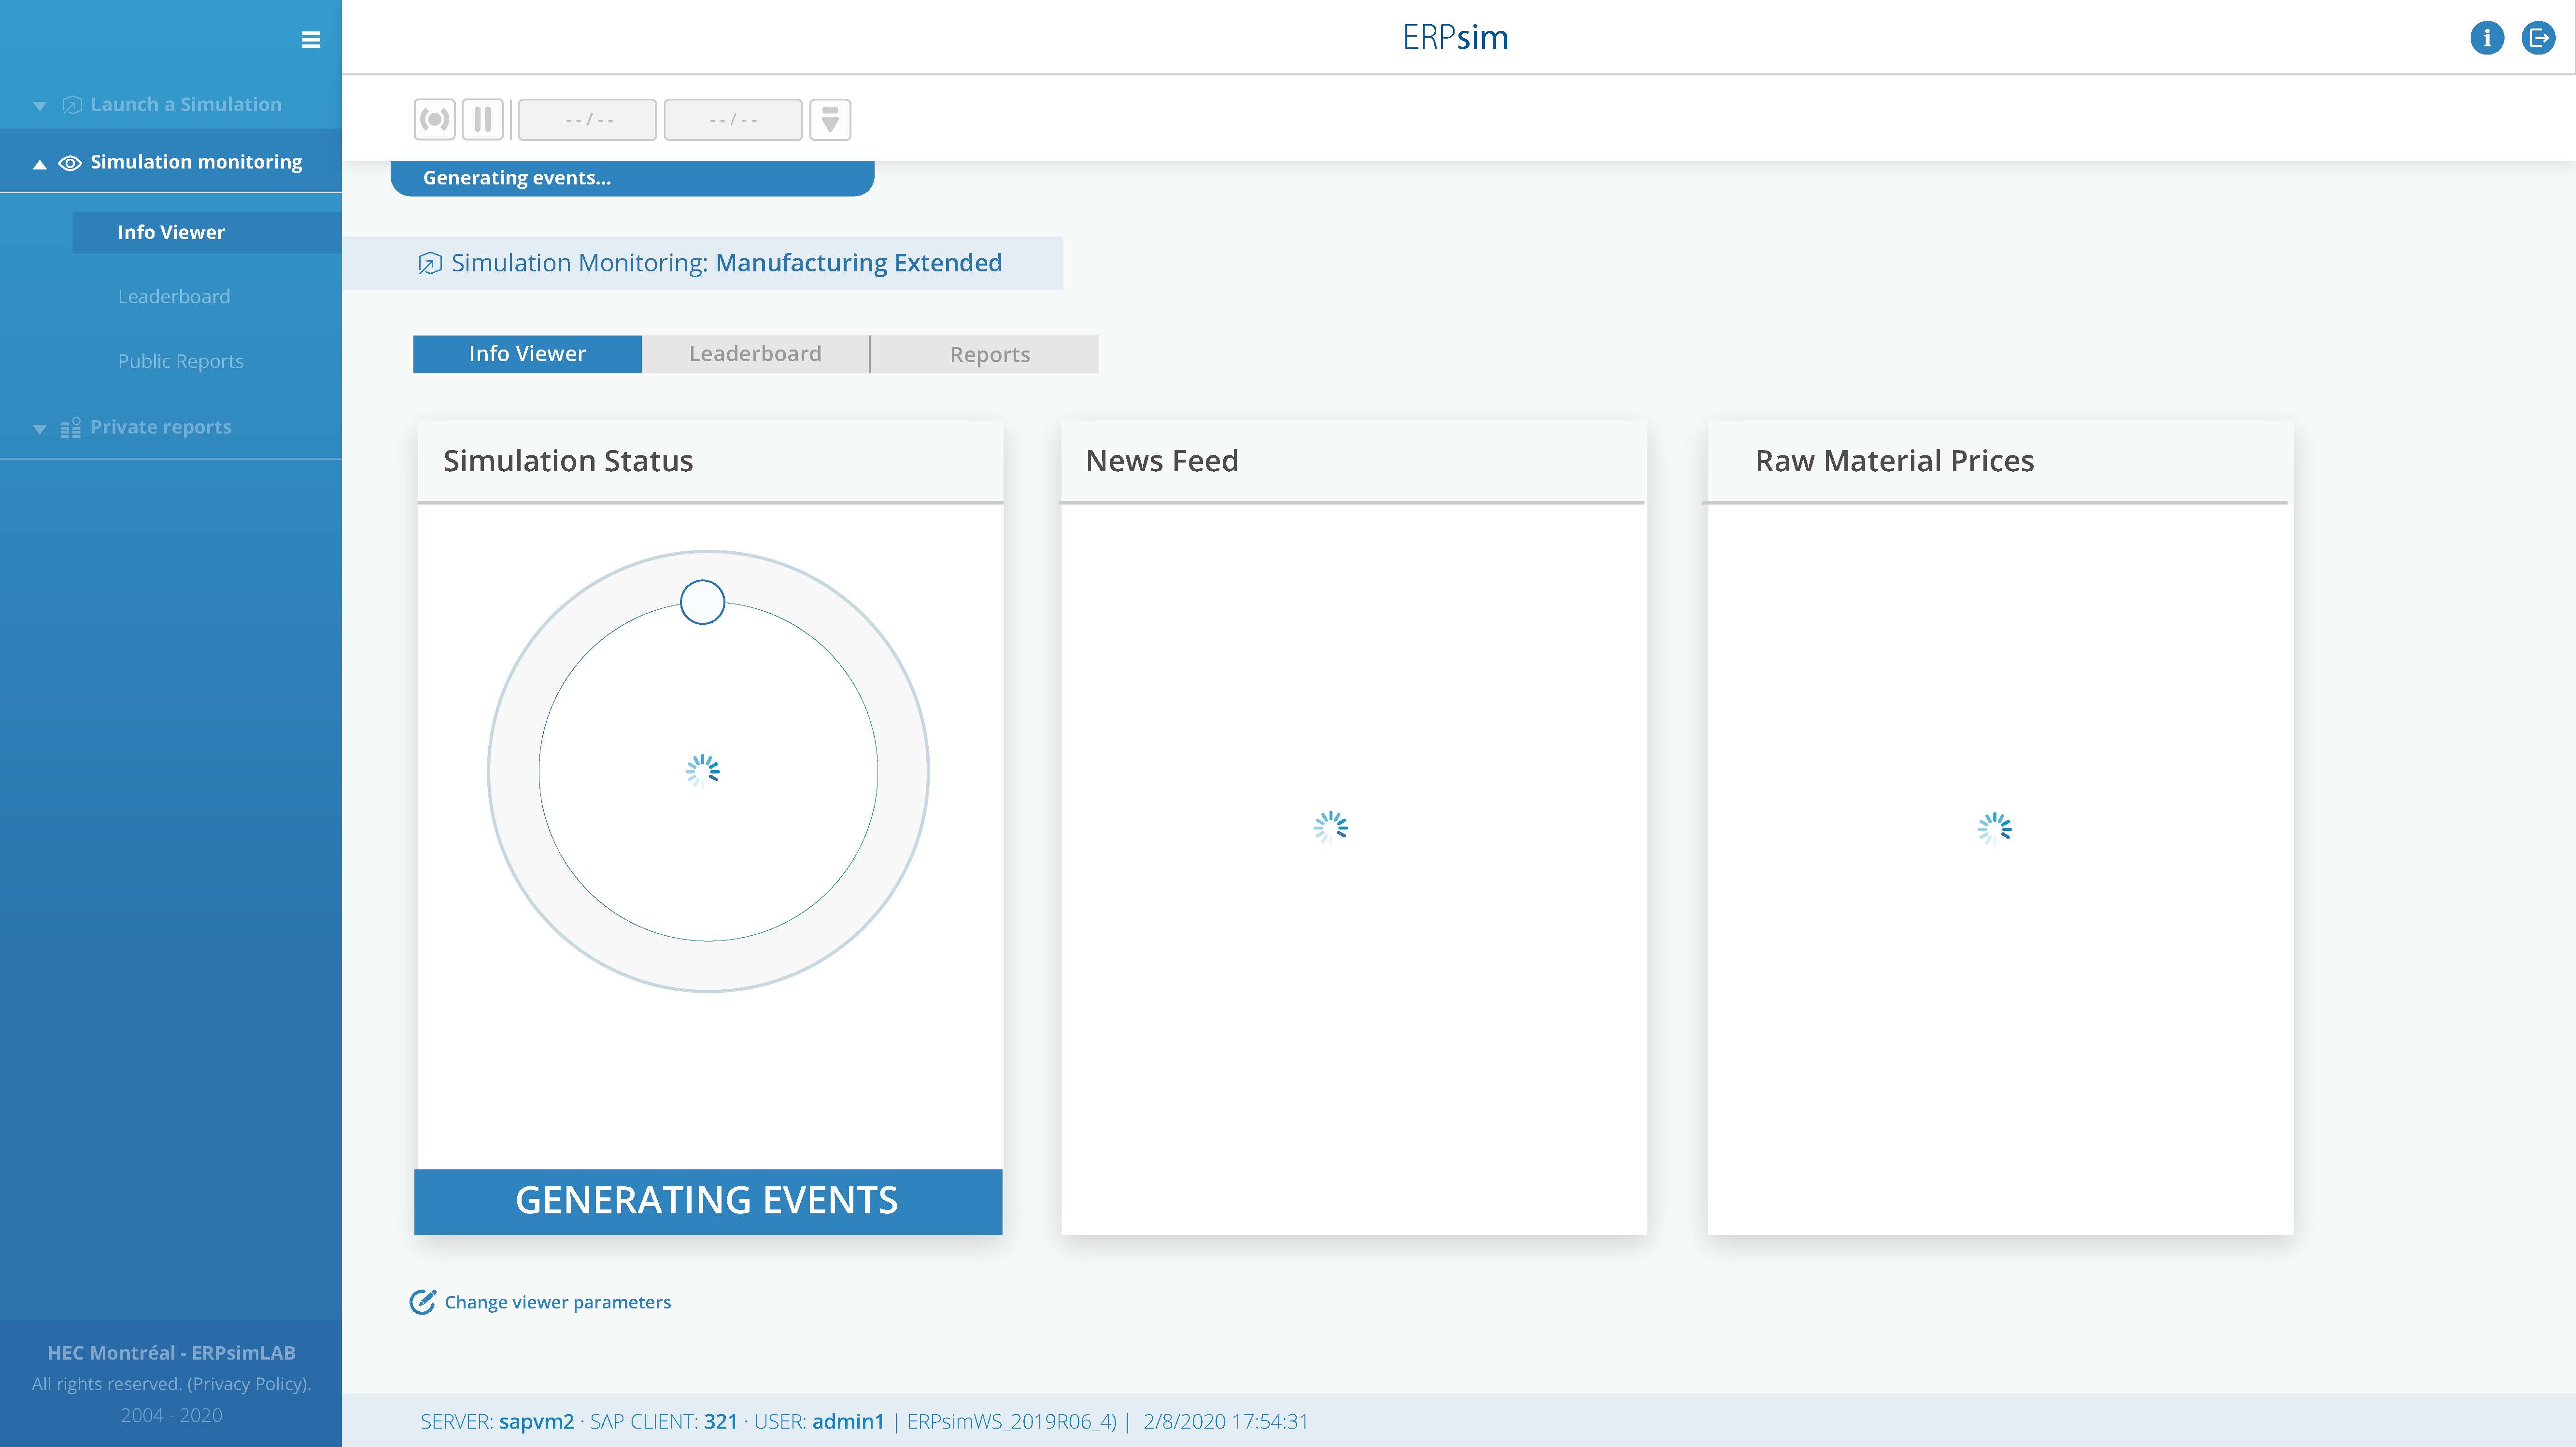 ERPsim
Launch a Simulation
Simulation monitoring
Info Viewer
Leaderboard
Public Reports
Private reports
--/--
--/--
Generating events...
Simulation Monitoring: Manufacturing Extended
Info Viewer
Leaderboard
Reports
Simulation Status
News Feed
Raw Material Prices
GENERATING EVENTS
Change viewer parameters
HEC Montréal - ERPsimLAB
All rights reserved. (Privacy Policy).
2004 - 2020
SERVER: sapvm2 · SAP CLIENT: 321 · USER: admin1 | ERPsimWS_2019R06_4) | 2/8/2020 17:54:31